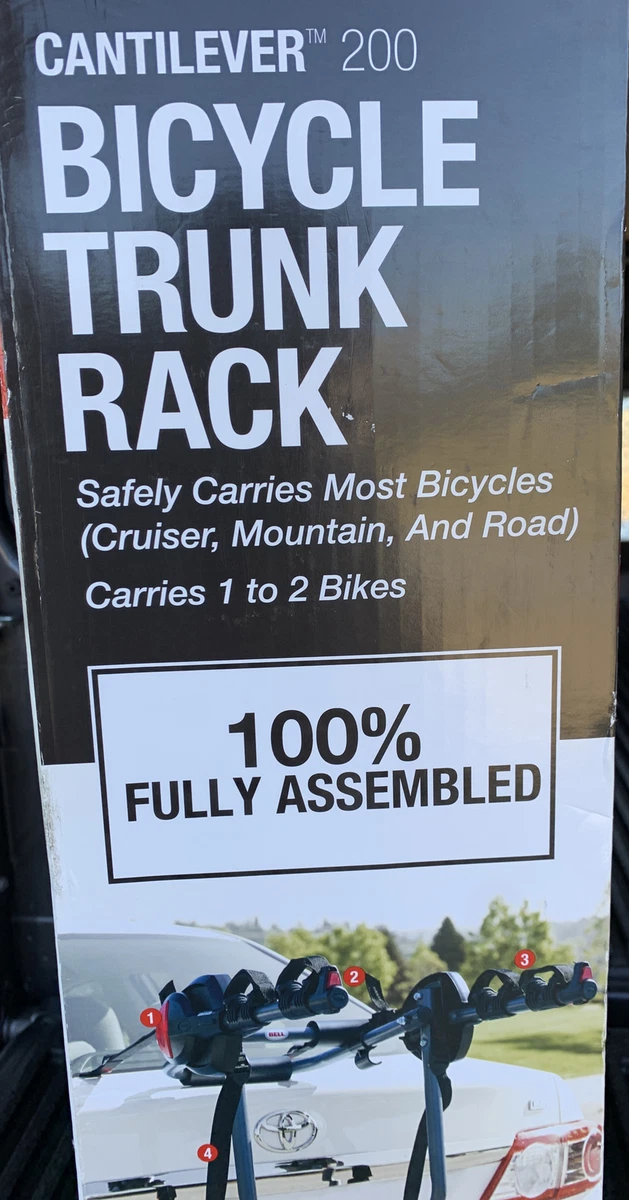 CANTILEVER™ 200
BICYCLE
TRUNK
RACK
Safely Carries Most Bicycles
(Cruiser, Mountain, And Road)
Carries 1 to 2 Bikes
100%
FULLY ASSEMBLED
3
2
1
BELL
4